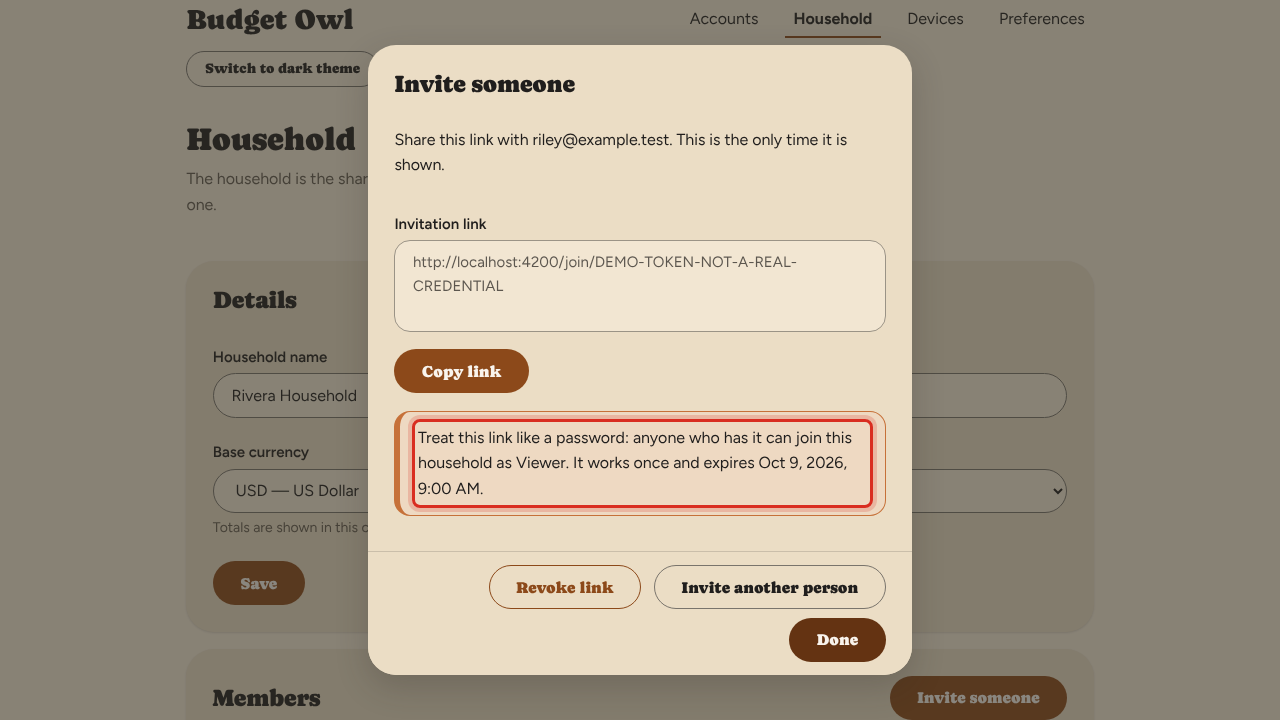 Budget Owl
Accounts
Household
Devices
Preferences
Switch to dark theme
Household
The household is the shar
one.
Details
Household name
Rivera Household
Base currency
USD — US Dollar
Totals are shown in this c
Save
Members
Invite someone
Invite someone
Share this link with riley@example.test. This is the only time it is
shown.
Invitation link
http://localhost:4200/join/DEMO-TOKEN-NOT-A-REAL-
CREDENTIAL
Copy link
Treat this link like a password: anyone who has it can join this
household as Viewer. It works once and expires Oct 9, 2026,
9:00 AM.
Revoke link
Invite another person
Done